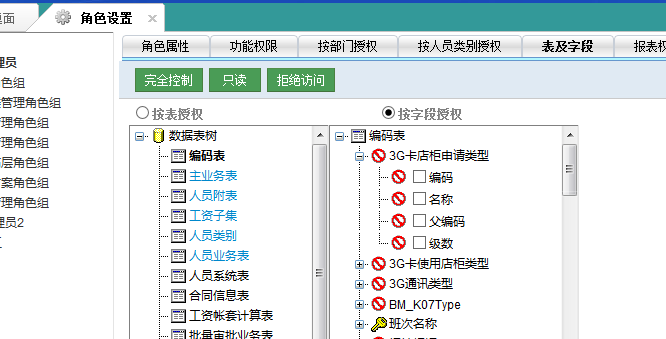 面
角色设置
角色属性 功能权限 按部门授权 按人员类别授权 表及字段 报表权
完全控制 只读 拒绝访问
按表授权 按字段授权
理员
色组
管理角色组
理角色组
理角色组
层角色组
案角色组
理角色组
理员2
数据表树
编码表
主业务表
人员附表
工资子集
人员类别
人员业务表
人员系统表
合同信息表
工资帐套计算表
批量审批业务表
编码表
3G卡店柜申请类型
编码
名称
父编码
级数
3G卡使用店柜类型
3G通讯类型
BM_K07Type
班次名称